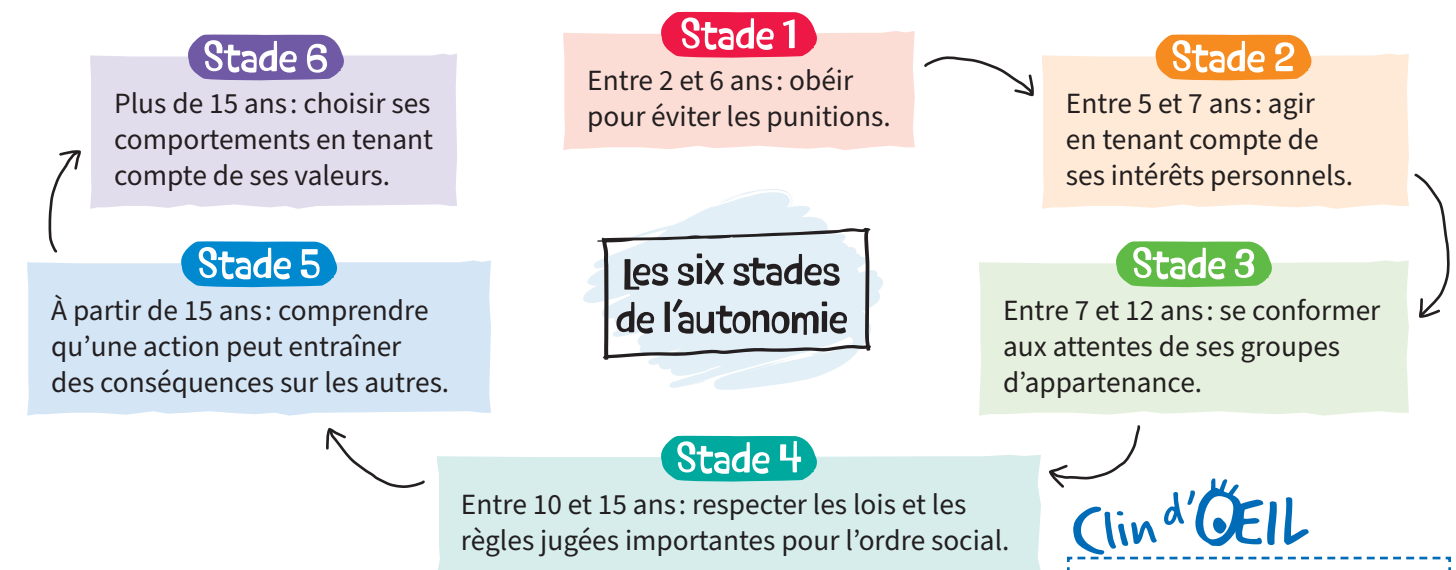 Les six stades
de l'autonomie
Stade 1
Entre 2 et 6 ans : obéir
pour éviter les punitions.
Stade 2
Entre 5 et 7 ans : agir
en tenant compte de
ses intérêts personnels.
Stade 3
Entre 7 et 12 ans : se conformer
aux attentes de ses groupes
d'appartenance.
Stade 4
Entre 10 et 15 ans : respecter les lois et les
règles jugées importantes pour l'ordre social.
Stade 5
À partir de 15 ans : comprendre
qu'une action peut entraîner
des conséquences sur les autres.
Stade 6
Plus de 15 ans : choisir ses
comportements en tenant
compte de ses valeurs.
Clin d'ŒIL